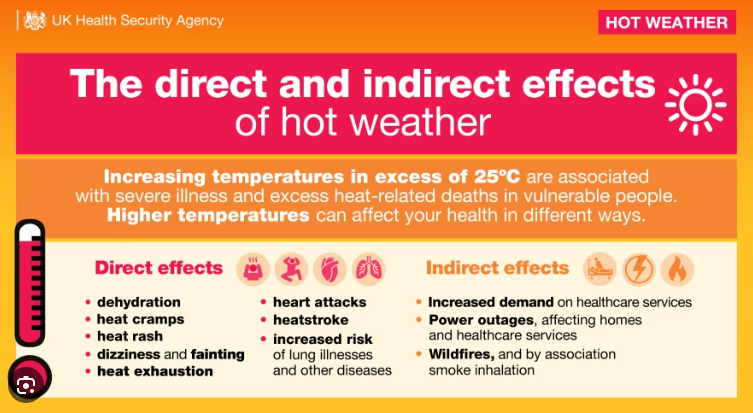 UK Health Security Agency
HOT WEATHER
The direct and indirect effects
of hot weather
Increasing temperatures in excess of 25ºC are associated
with severe illness and excess heat-related deaths in vulnerable people.
Higher temperatures can affect your health in different ways.
Direct effects
• dehydration
• heat cramps
• heat rash
• dizziness and fainting
• heat exhaustion
• heart attacks
• heatstroke
• increased risk
of lung illnesses
and other diseases
Indirect effects
• Increased demand on healthcare services
• Power outages, affecting homes
and healthcare services
• Wildfires, and by association
smoke inhalation